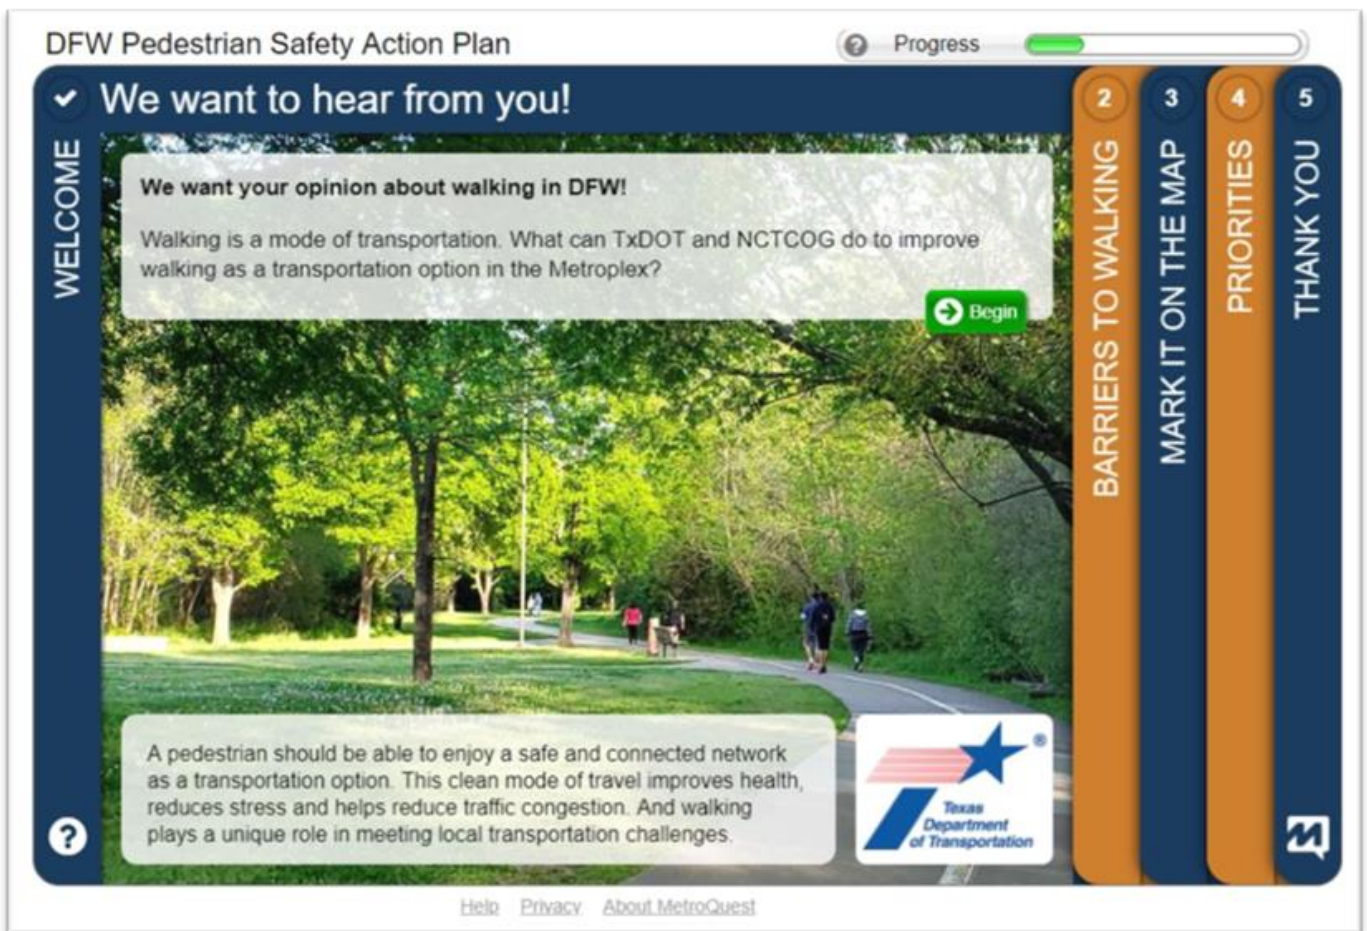 DFW Pedestrian Safety Action Plan
? Progress
We want to hear from you!
WELCOME
We want your opinion about walking in DFW!
Walking is a mode of transportation. What can TxDOT and NCTCOG do to improve
walking as a transportation option in the Metroplex?
Begin
A pedestrian should be able to enjoy a safe and connected network
as a transportation option. This clean mode of travel improves health,
reduces stress and helps reduce traffic congestion. And walking
plays a unique role in meeting local transportation challenges.
®
Texas
Department
of Transportation
?
2
BARRIERS TO WALKING
3
MARK IT ON THE MAP
4
PRIORITIES
5
THANK YOU
Help Privacy About MetroQuest